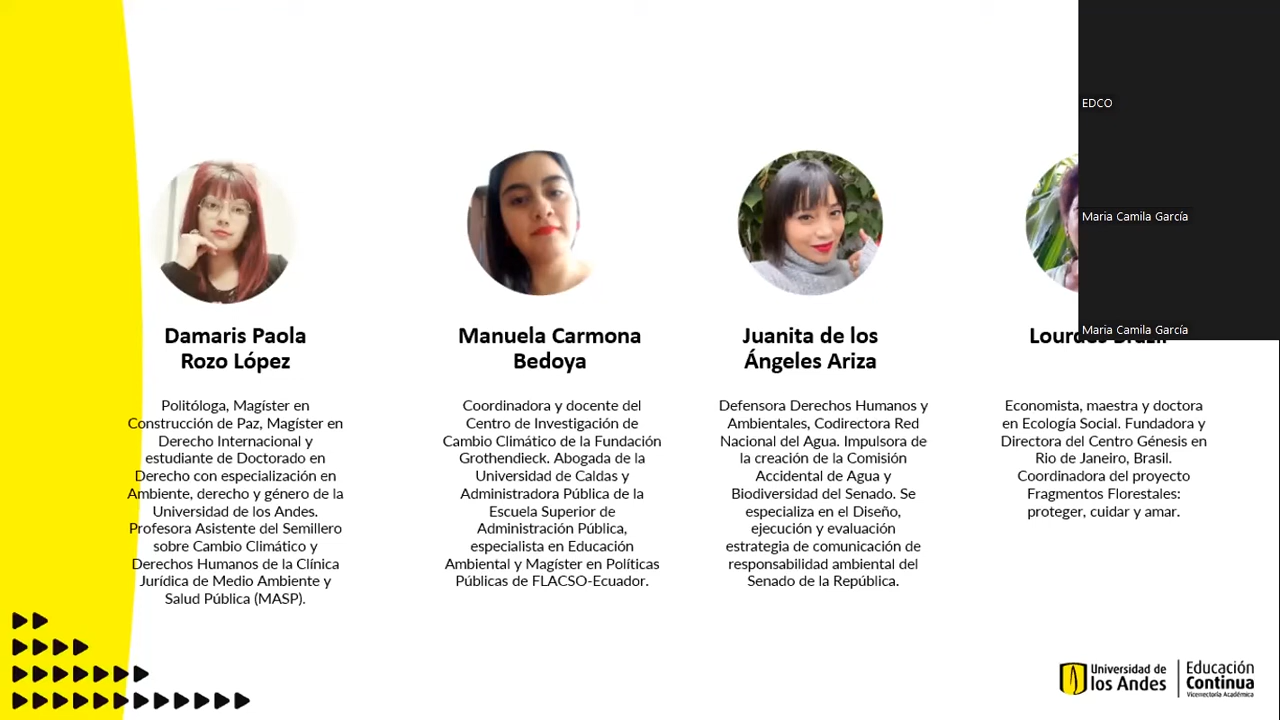 EDCO
Maria Camila García
Maria Camila García
Damaris Paola
Rozo López
Politóloga, Magíster en
Construcción de Paz, Magíster en
Derecho Internacional y
estudiante de Doctorado en
Derecho con especialización en
Ambiente, derecho y género de la
Universidad de los Andes.
Profesora Asistente del Semillero
sobre Cambio Climático y
Derechos Humanos de la Clínica
Jurídica de Medio Ambiente y
Salud Pública (MASP).
Manuela Carmona
Bedoya
Coordinadora y docente del
Centro de Investigación de
Cambio Climático de la Fundación
Grothendieck. Abogada de la
Universidad de Caldas y
Administradora Pública de la
Escuela Superior de
Administración Pública,
especialista en Educación
Ambiental y Magíster en Políticas
Públicas de FLACSO-Ecuador.
Juanita de los
Ángeles Ariza
Defensora Derechos Humanos y
Ambientales, Codirectora Red
Nacional del Agua. Impulsora de
la creación de la Comisión
Accidental de Agua y
Biodiversidad del Senado. Se
especializa en el Diseño,
ejecución y evaluación
estrategia de comunicación de
responsabilidad ambiental del
Senado de la República.
Lourdes
Economista, maestra y doctora
en Ecología Social. Fundadora y
Directora del Centro Génesis en
Rio de Janeiro, Brasil.
Coordinadora del proyecto
Fragmentos Florestales:
proteger, cuidar y amar.
Universidad de
los Andes
Educación
Continua
Vicerrectoría Académica